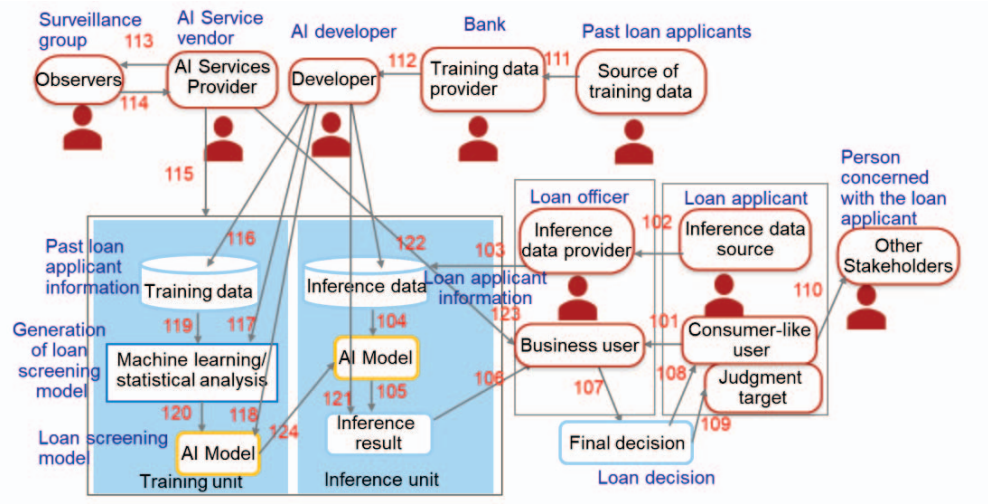 Surveillance
group
113
AI Service
vendor
AI developer
Bank
Past loan applicants
Observers
114
AI Services
Provider
Developer
112
Training data
provider
111
Source of
training data
115
Person
concerned
with the loan
applicant
Loan officer
Loan applicant
Inference
data provider
102
Inference data
source
Other
Stakeholders
116
122
103
Past loan
applicant
information
Training data
Inference data
Loan applicant
information
110
119
117
104
123
101
Generation
of loan
screening
model
Machine learning/
statistical analysis
AI Model
Business user
Consumer-like
user
105
106
107
108
Judgment
target
120
118
121
124
109
Loan screening
model
AI Model
Inference
result
Final decision
Training unit
Inference unit
Loan decision